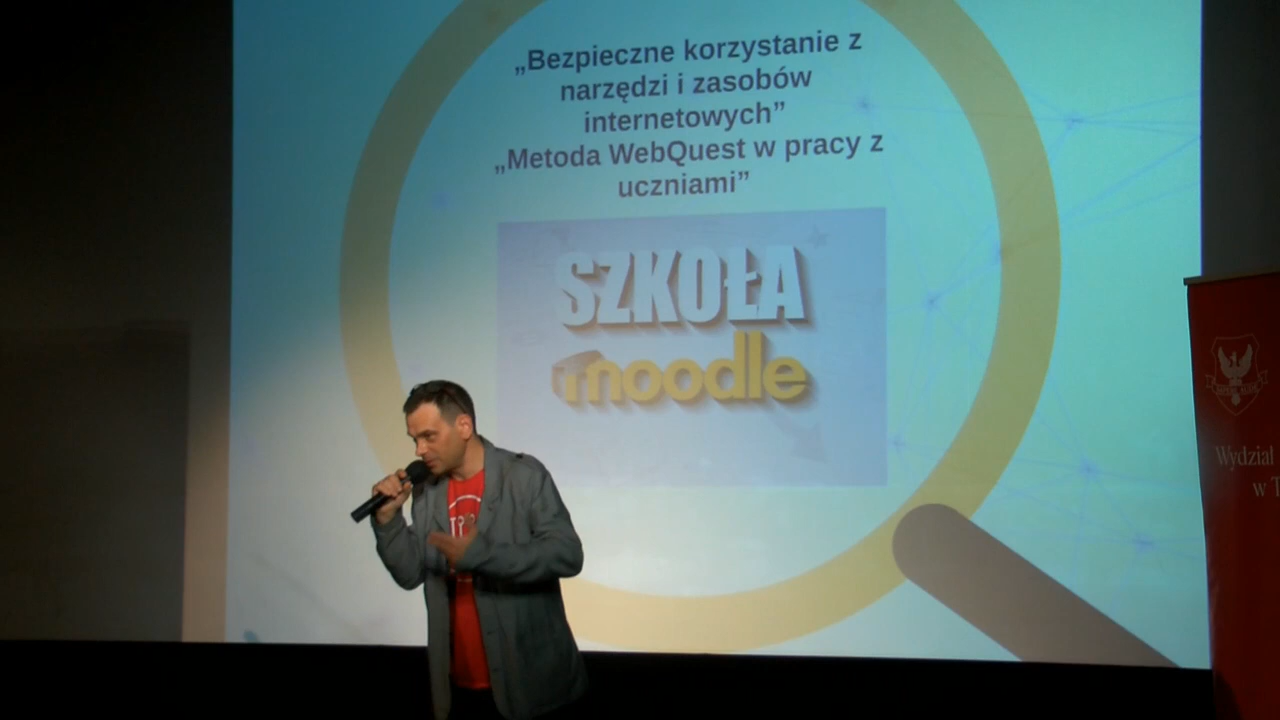 „Bezpieczne korzystanie z
narzędzi i zasobów
internetowych”
„Metoda WebQuest w pracy z
uczniami”
SZKOŁA
moodle
Wydział
w T